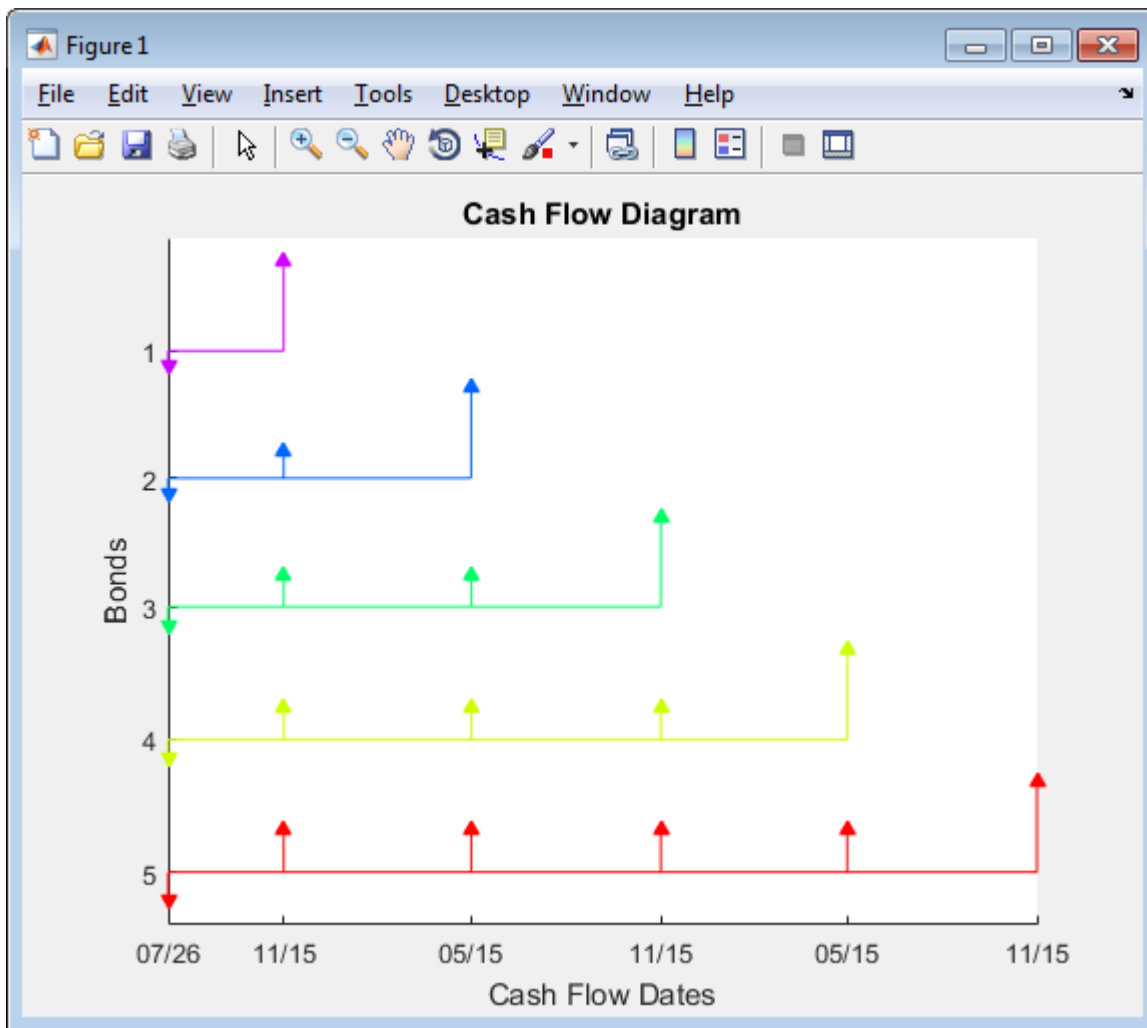 Figure 1
File Edit View Insert Tools Desktop Window Help
Cash Flow Diagram
1
2
3
4
5
Bonds
07/26 11/15 05/15 11/15 05/15 11/15
Cash Flow Dates